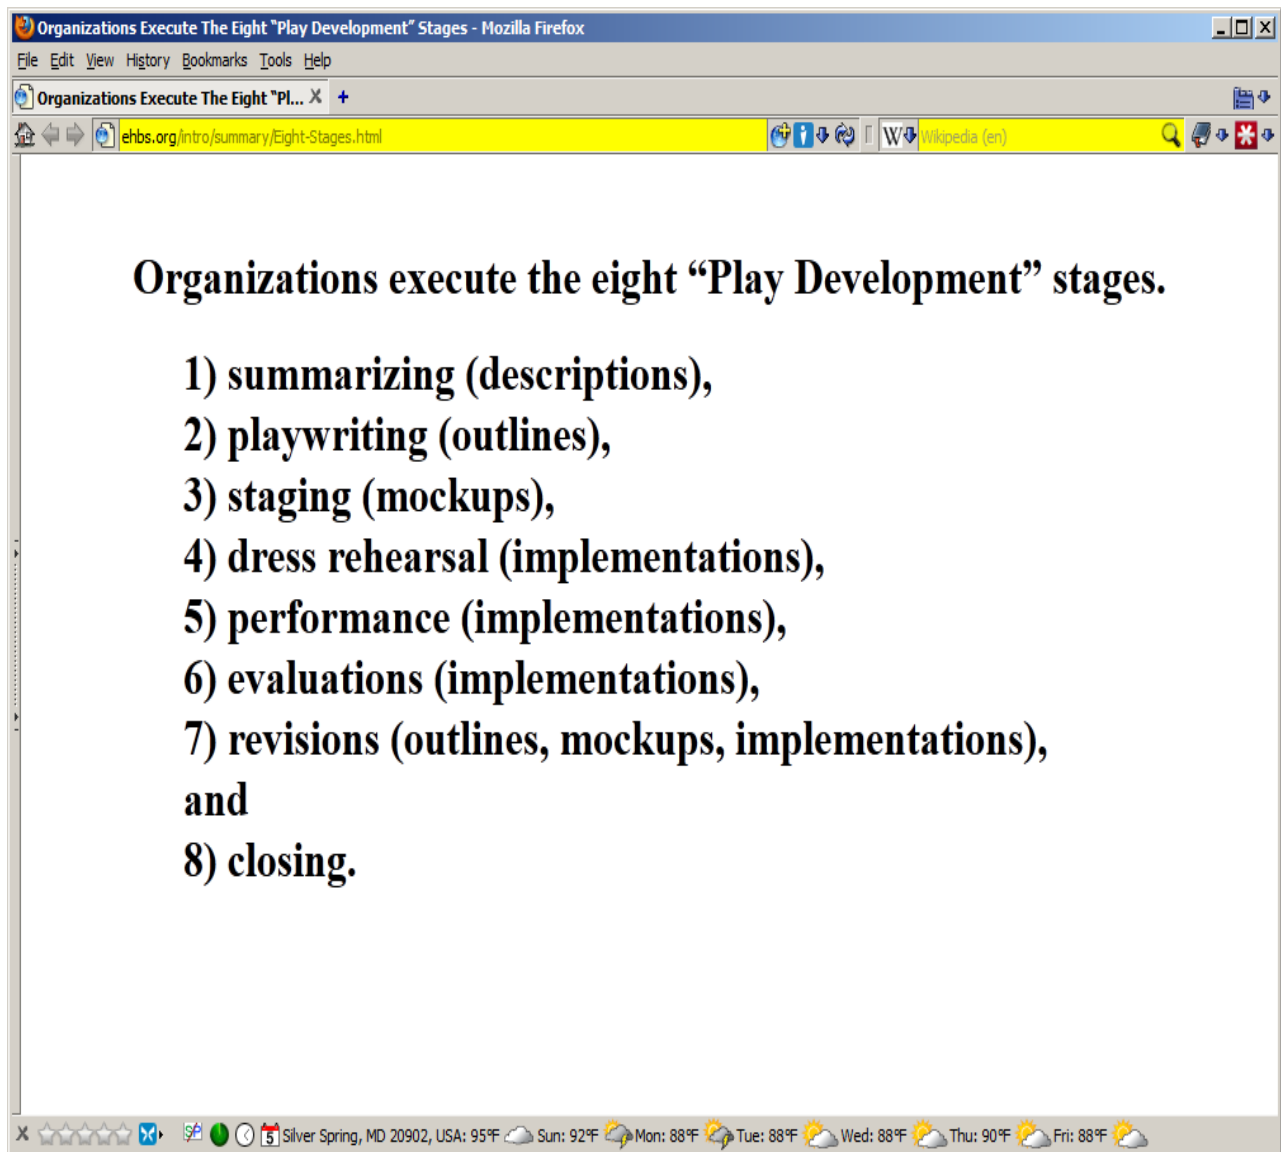 Organizations Execute The Eight “Play Development” Stages - Mozilla Firefox
File Edit View History Bookmarks Tools Help
Organizations Execute The Eight “Pl... X +
ehbs.org/intro/summary/Eight-Stages.html W Wikipedia (en)
Organizations execute the eight “Play Development” stages.
1) summarizing (descriptions),
2) playwriting (outlines),
3) staging (mockups),
4) dress rehearsal (implementations),
5) performance (implementations),
6) evaluations (implementations),
7) revisions (outlines, mockups, implementations),
and
8) closing.
X SP 5 Silver Spring, MD 20902, USA: 95°F Sun: 92°F Mon: 88°F Tue: 88°F Wed: 88°F Thu: 90°F Fri: 88°F